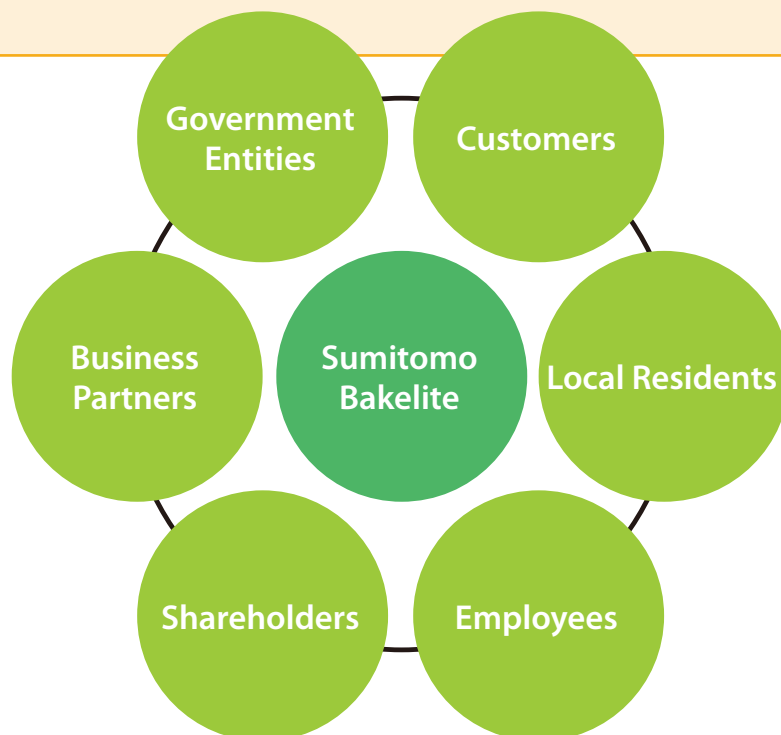 Government
Entities
Customers
Business
Partners
Sumitomo
Bakelite
Local Residents
Shareholders
Employees